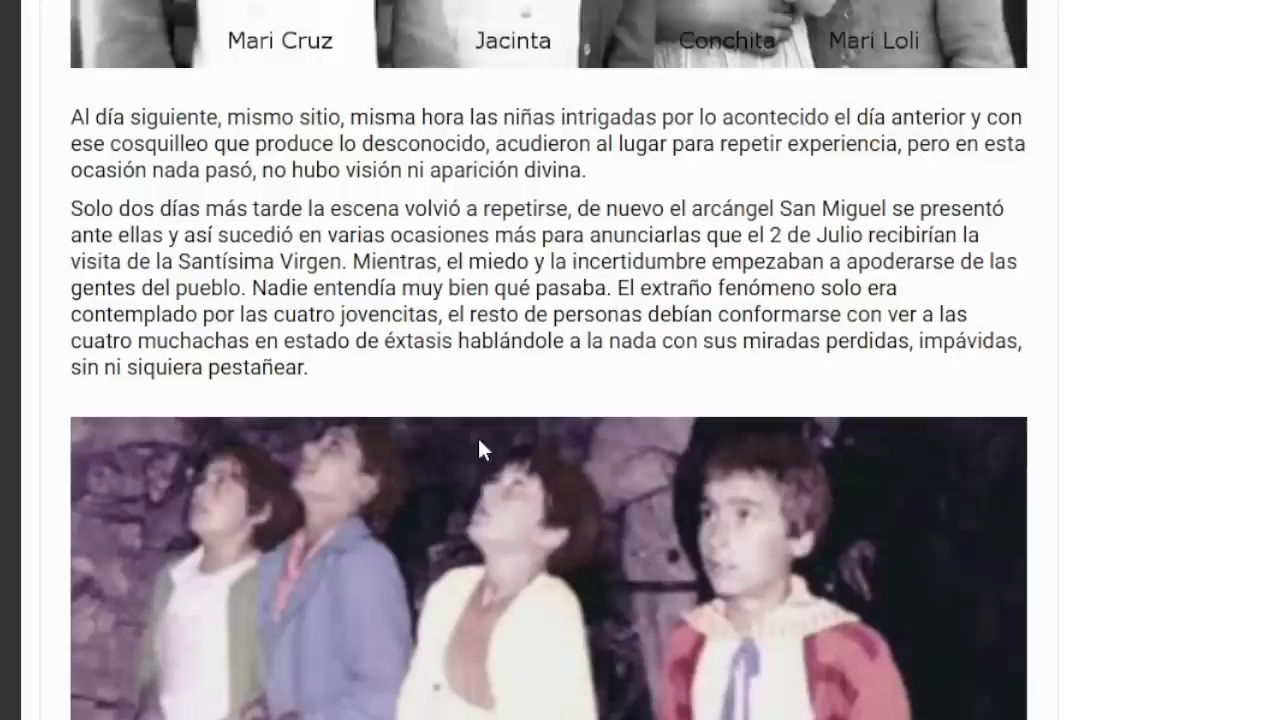 Mari Cruz Jacinta Conchita Mari Loli
Al día siguiente, mismo sitio, misma hora las niñas intrigadas por lo acontecido el día anterior y con
ese cosquilleo que produce lo desconocido, acudieron al lugar para repetir experiencia, pero en esta
ocasión nada pasó, no hubo visión ni aparición divina.
Solo dos días más tarde la escena volvió a repetirse, de nuevo el arcángel San Miguel se presentó
ante ellas y así sucedió en varias ocasiones más para anunciarlas que el 2 de Julio recibirían la
visita de la Santísima Virgen. Mientras, el miedo y la incertidumbre empezaban a apoderarse de las
gentes del pueblo. Nadie entendía muy bien qué pasaba. El extraño fenómeno solo era
contemplado por las cuatro jovencitas, el resto de personas debían conformarse con ver a las
cuatro muchachas en estado de éxtasis hablándole a la nada con sus miradas perdidas, impávidas,
sin ni siquiera pestañear.